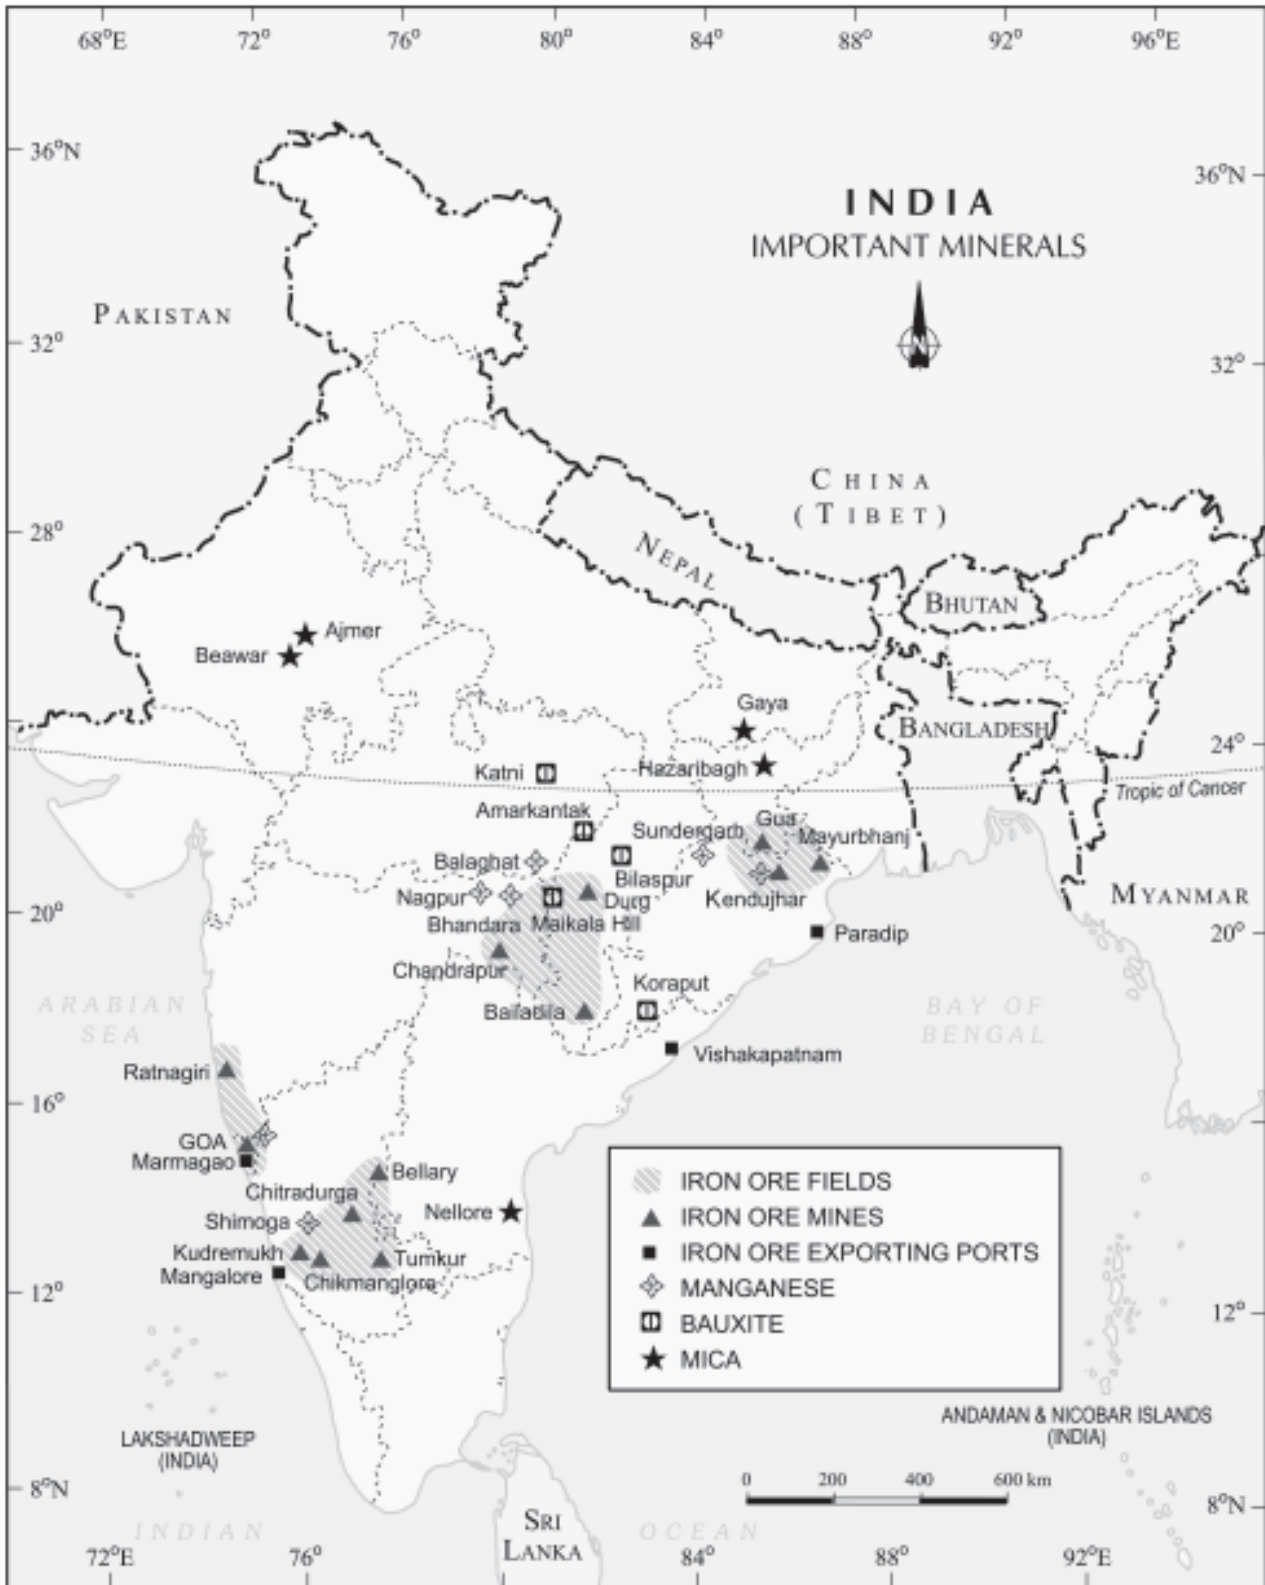 68°E 72° 76° 80° 84° 88° 92° 96°E
36°N
36°N
INDIA
IMPORTANT MINERALS
PAKISTAN
32°
32°
CHINA
(TIBET)
28°
NEPAL
BHUTAN
Ajmer
Beawar
Gaya
BANGLADESH
24°
Katni
Hazaribagh
Tropic of Cancer
Amarkantak
Gua
Sundergarh
Mayurbhanj
Balaghat
Bilaspur
Nagpur
Durg
Kendujhar
MYANMAR
20°
Bhandara
Maikala Hill
Paradip
20°
Chandrapur
Koraput
ARABIAN
SEA
BAY OF
BENGAL
Bailadila
Vishakapatnam
Ratnagiri
16°
GOA
Marmagao
Bellary
Chitradurga
Shimoga
Nellore
Kudremukh
Tumkur
Mangalore
Chikmanglora
12°
12°
IRON ORE FIELDS
IRON ORE MINES
IRON ORE EXPORTING PORTS
MANGANESE
BAUXITE
MICA
LAKSHADWEEP
(INDIA)
ANDAMAN & NICOBAR ISLANDS
(INDIA)
0 200 400 600 km
8°N
8°N
INDIAN
OCEAN
SRI
LANKA
72°E 76° 84° 88° 92°E